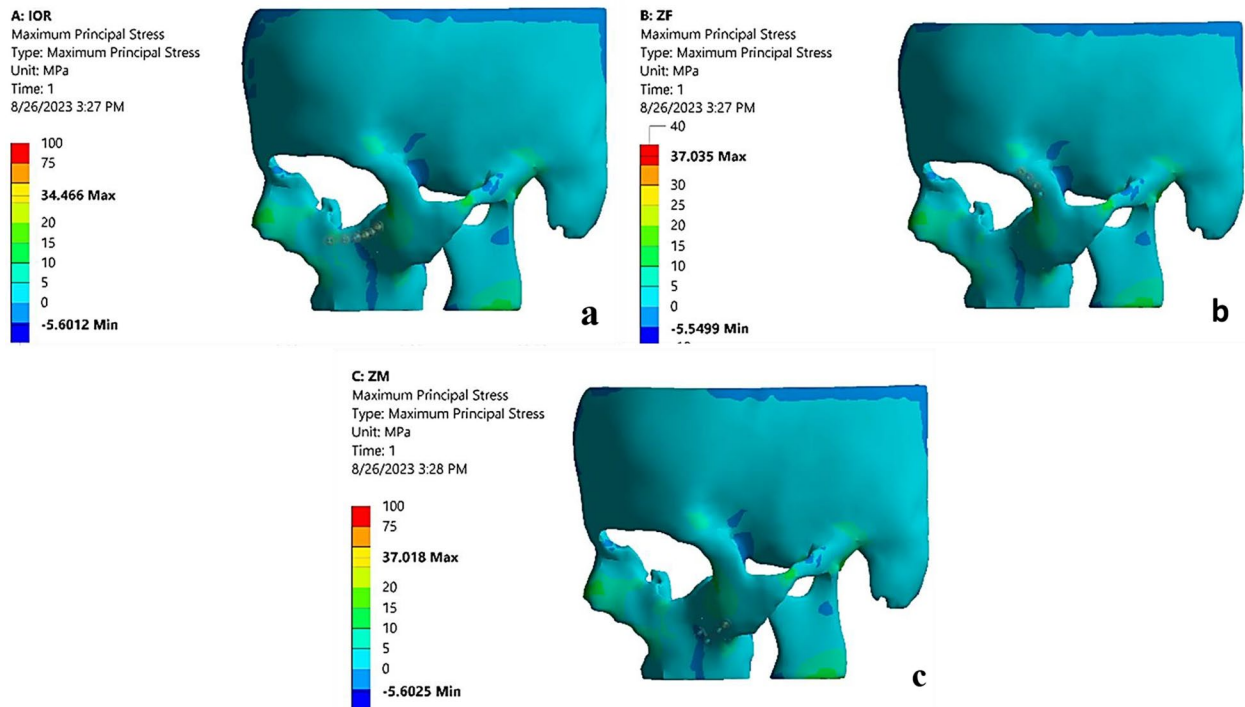 A: IOR
Maximum Principal Stress
Type: Maximum Principal Stress
Unit: MPa
Time: 1
8/26/2023 3:27 PM
100
75
34.466 Max
20
15
10
5
0
-5.6012 Min
a
B: ZF
Maximum Principal Stress
Type: Maximum Principal Stress
Unit: MPa
Time: 1
8/26/2023 3:27 PM
40
37.035 Max
30
25
20
15
10
0
-5.5499 Min
b
C: ZM
Maximum Principal Stress
Type: Maximum Principal Stress
Unit: MPa
Time: 1
8/26/2023 3:28 PM
100
75
37.018 Max
20
15
10
5
0
-5.6025 Min
c